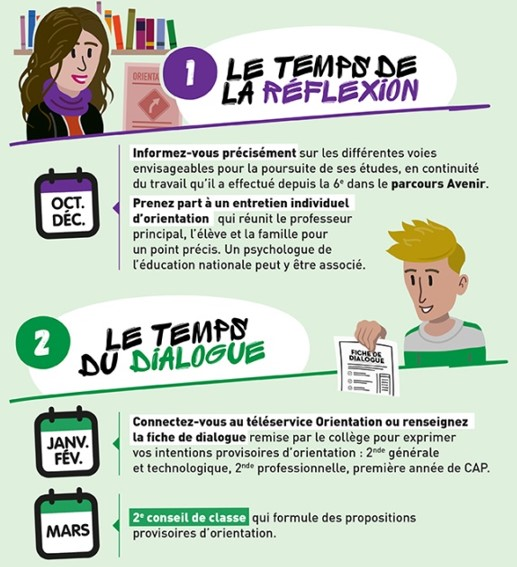 ORIENTA
1
LE TEMPS DE
LA RÉFLEXION
OCT.
DÉC.
Informez-vous précisément sur les différentes voies
envisageables pour la poursuite de ses études, en continuité
du travail qu'il a effectué depuis la 6e dans le parcours Avenir.
Prenez part à un entretien individuel
d'orientation qui réunit le professeur
principal, l'élève et la famille pour
un point précis. Un psychologue de
l'éducation nationale peut y être associé.
2
LE TEMPS
DU DIALOGUE
FICHE DE
DIALOGUE
JANV.
FÉV.
Connectez-vous au téléservice Orientation ou renseignez
la fiche de dialogue remise par le collège pour exprimer
vos intentions provisoires d'orientation : 2nde générale
et technologique, 2nde professionnelle, première année de CAP.
MARS
2e conseil de classe qui formule des propositions
provisoires d'orientation.